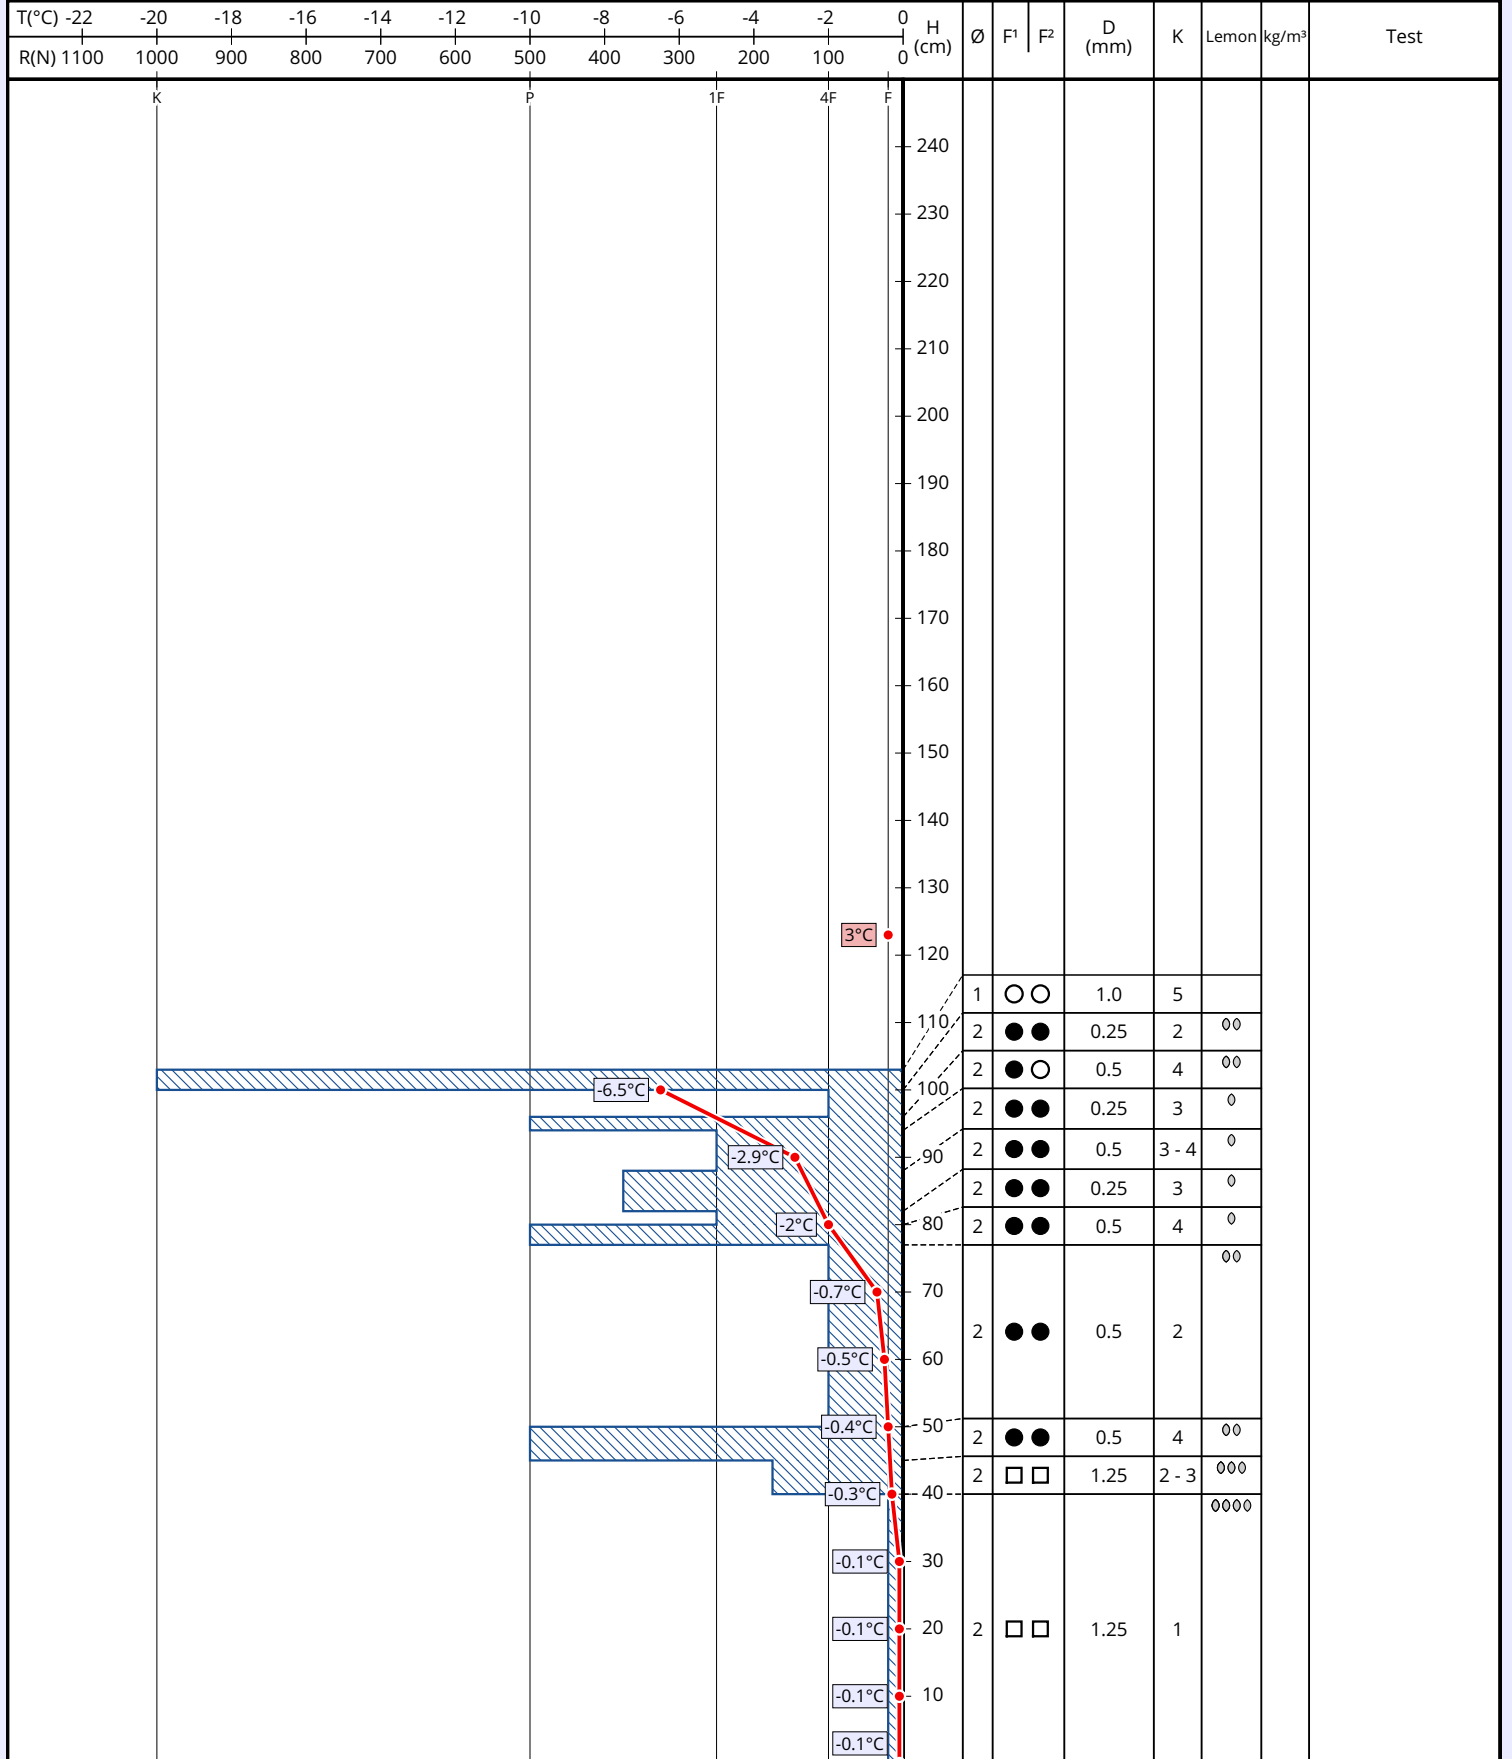 T(°C) -22 -20 -18 -16 -14 -12 -10 -8 -6 -4 -2 0
R(N) 1100 1000 900 800 700 600 500 400 300 200 100 0
H (cm) Ø F¹ F² D (mm) K Lemon kg/m³ Test
K P 1F 4F F
240
230
220
210
200
190
180
170
160
150
140
130
3°C
120
1 1.0 5
110
2 0.25 2
2 0.5 4
-6.5°C 100
2 0.25 3
2 0.5 3 - 4
-2.9°C 90
2 0.25 3
-2°C 80 2 0.5 4
-0.7°C 70
2 0.5 2
-0.5°C 60
-0.4°C 50
2 0.5 4
2 1.25 2 - 3
-0.3°C 40
-0.1°C 30
-0.1°C 20 2 1.25 1
-0.1°C 10
-0.1°C